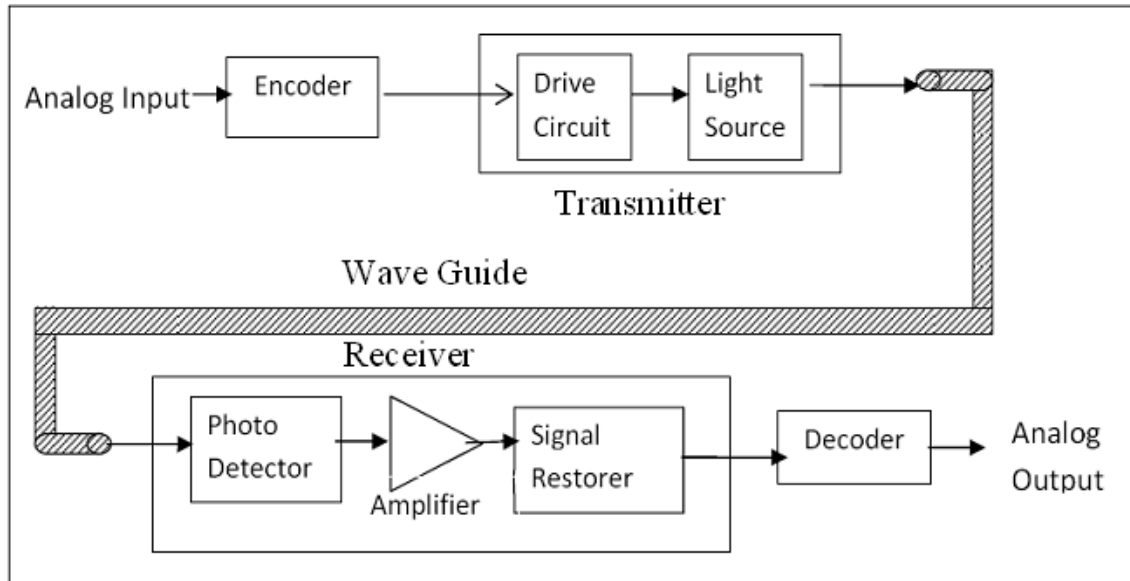 Analog Input
Encoder
Drive
Circuit
Light
Source
Transmitter
Wave Guide
Receiver
Photo
Detector
Amplifier
Signal
Restorer
Decoder
Analog
Output